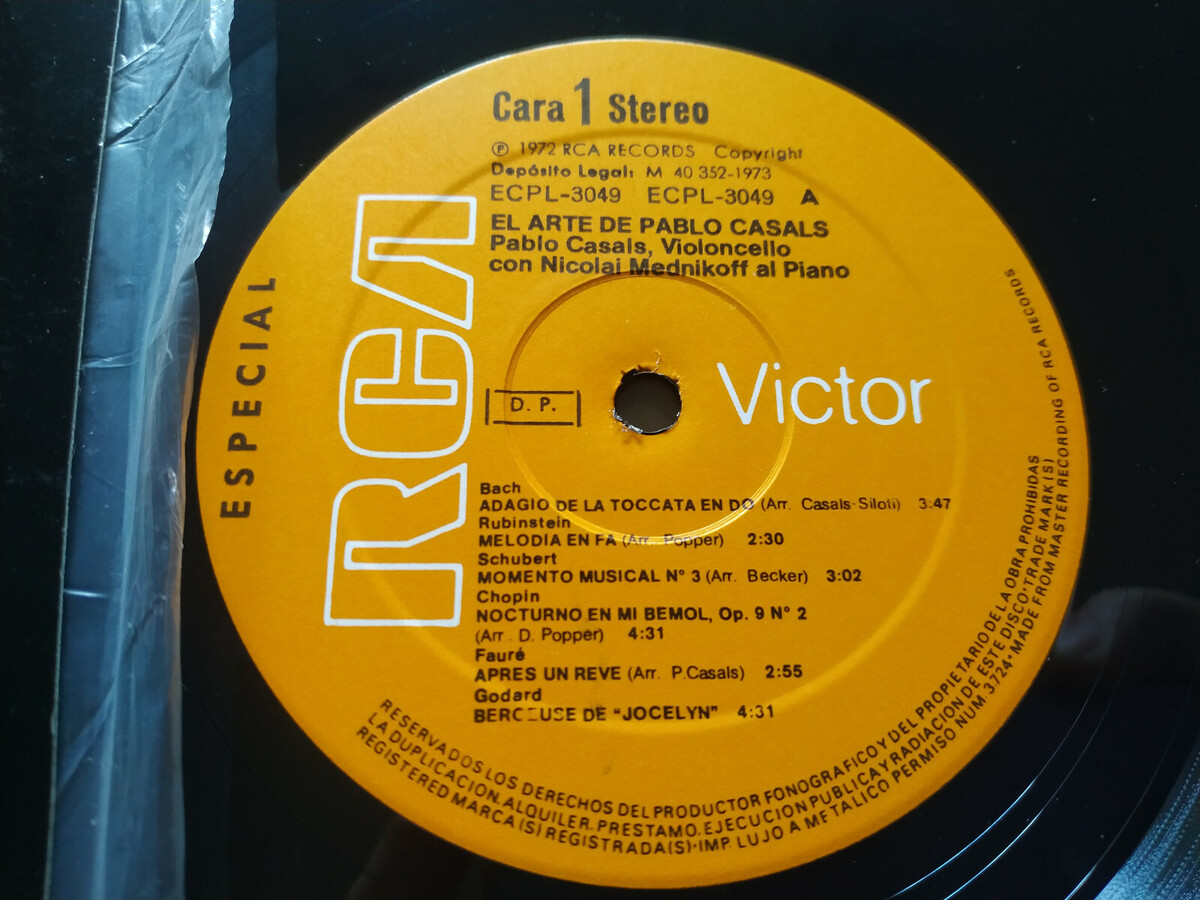 Cara 1 Stereo
℗ 1972 RCA RECORDS Copyright
Depósito Legal: M 40 352-1973
ECPL-3049 ECPL-3049 A
EL ARTE DE PABLO CASALS
Pablo Casals, Violoncello
con Nicolai Mednikoff al Piano
ESPECIAL
RCA
D. P.
Victor
Bach
ADAGIO DE LA TOCCATA EN DO (Arr. Casals-Siloti) 3:47
Rubinstein
MELODIA EN FA (Arr. Popper) 2:30
Schubert
MOMENTO MUSICAL N° 3 (Arr. Becker) 3:02
Chopin
NOCTURNO EN MI BEMOL, Op. 9 N° 2
(Arr. D. Popper) 4:31
Fauré
APRES UN REVE (Arr. P. Casals) 2:55
Godard
BERCEUSE DE "JOCELYN" 4:31
RESERVADOS LOS DERECHOS DEL PRODUCTOR FONOGRAFICO Y DEL PROPIETARIO DE LA OBRA PROHIBIDAS
LA DUPLICACION, ALQUILER, PRESTAMO, EJECUCION PUBLICA Y RADIACION DE ESTE DISCO·TRADE MARK(S)
REGISTERED MARCA(S) REGISTRADA(S)·IMP. LUJO A METALICO PERMISO NUM. 3.724·MADE FROM MASTER RECORDING OF RCA RECORDS